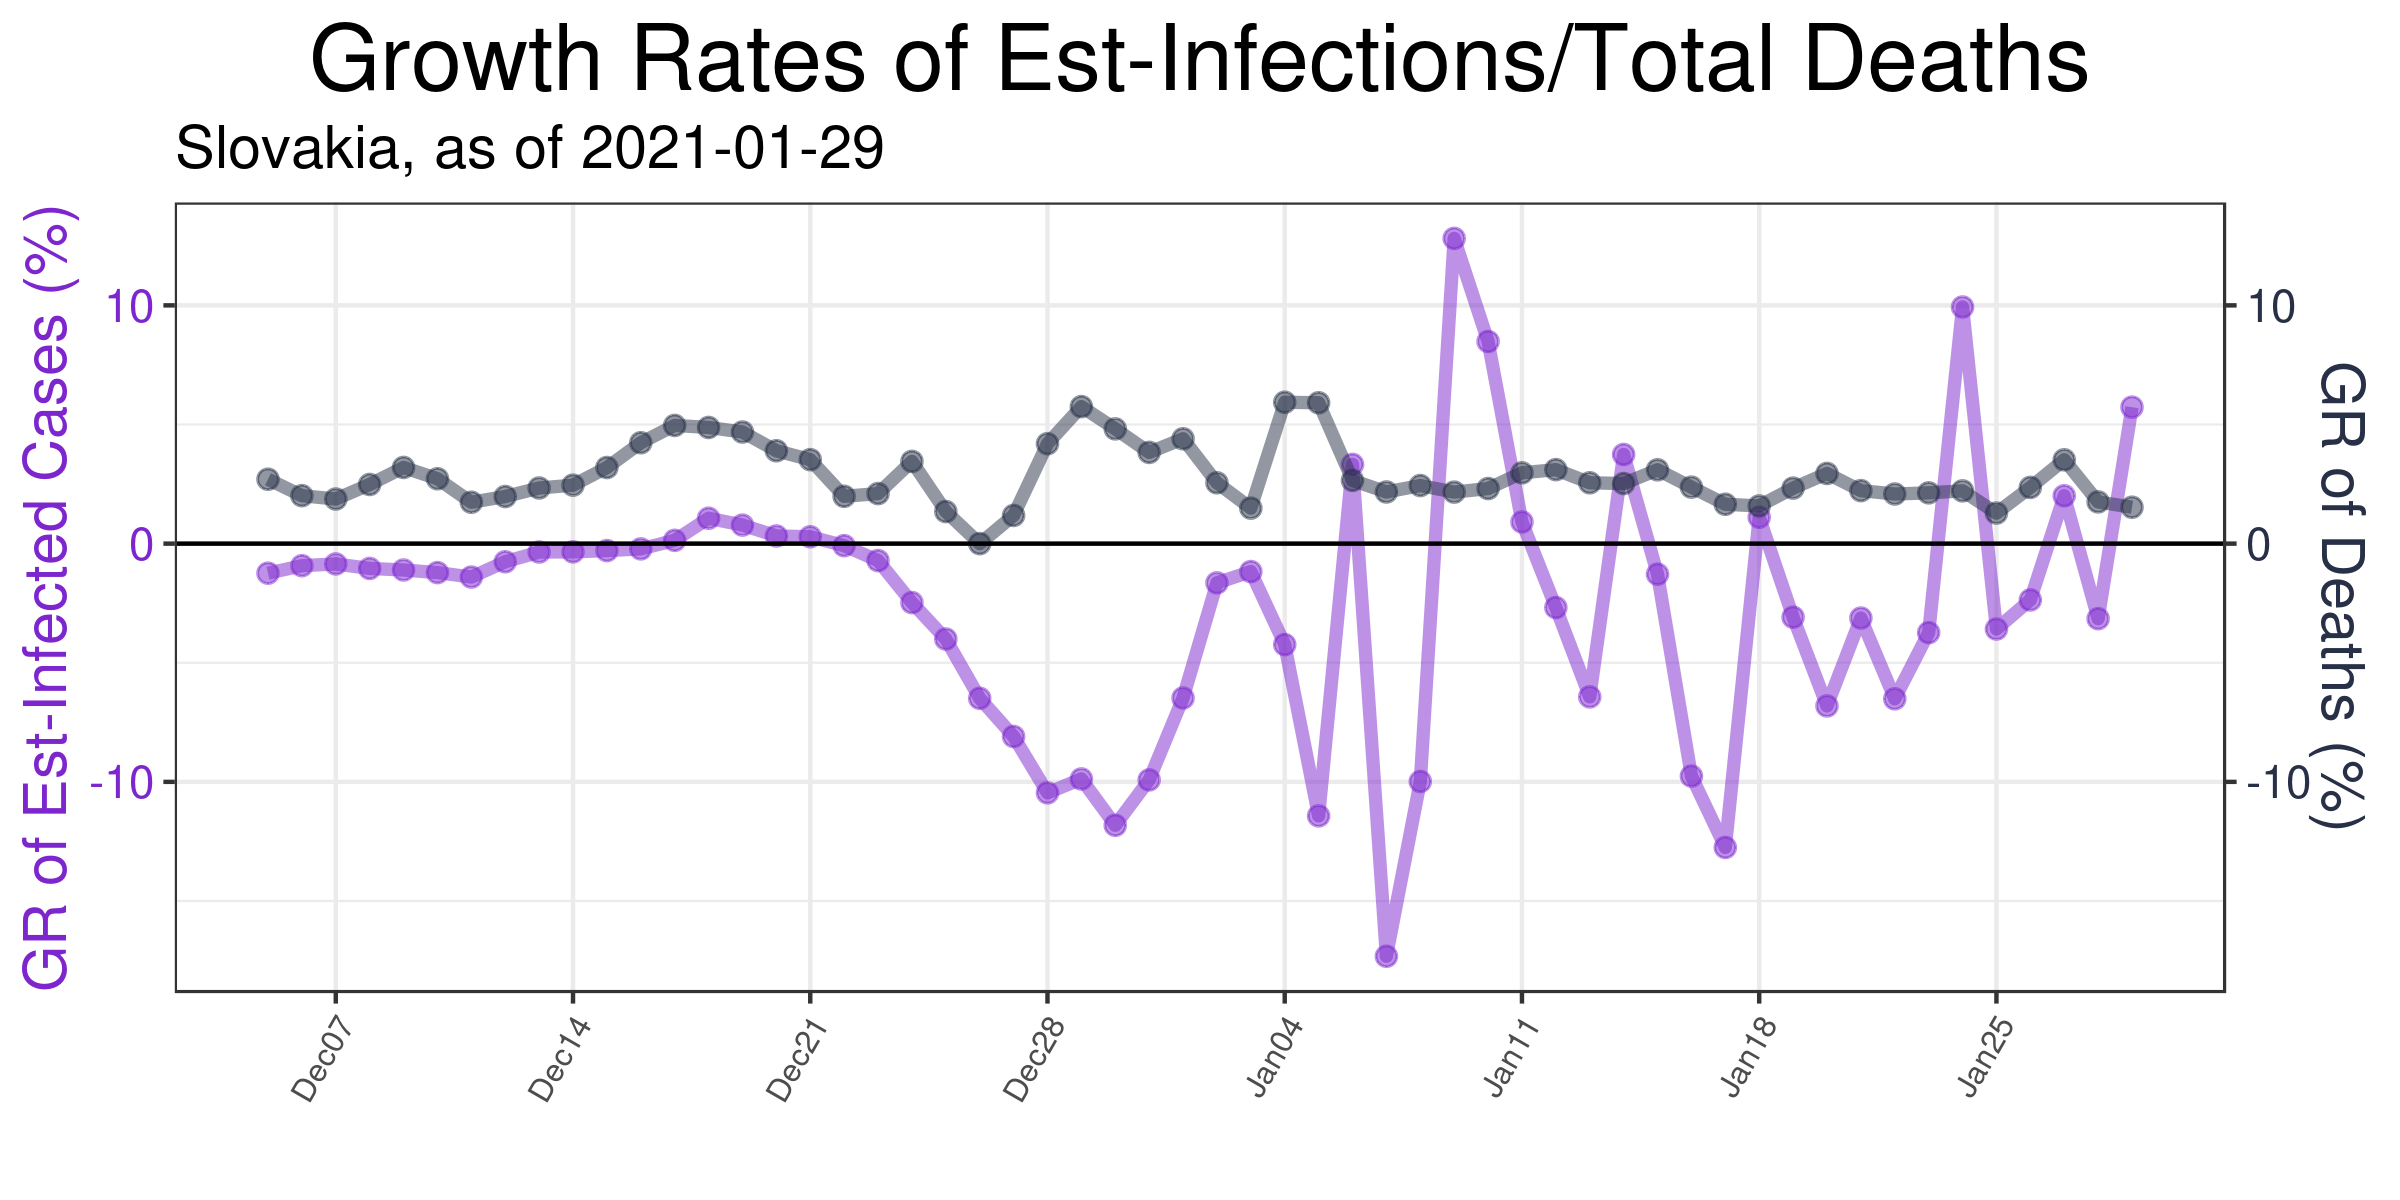 Growth Rates of Est-Infections/Total Deaths
Slovakia, as of 2021-01-29
GR of Est-Infected Cases (%)
10
0
-10
10
0
-10
GR of Deaths (%)
Dec07
Dec14
Dec21
Dec28
Jan04
Jan11
Jan18
Jan25